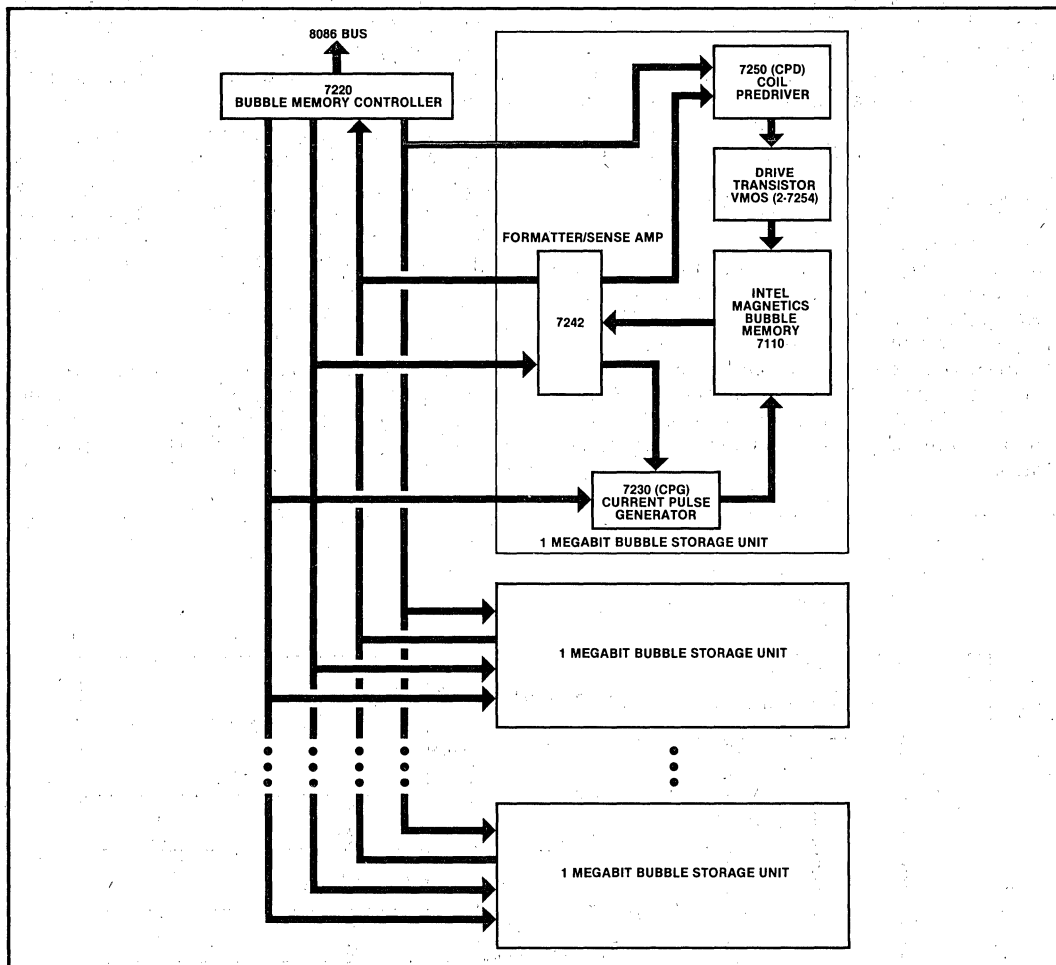 8086 BUS
7220
BUBBLE MEMORY CONTROLLER
7250 (CPD)
COIL
PREDRIVER
DRIVE
TRANSISTOR
VMOS (2-7254)
FORMATTER/SENSE AMP
7242
INTEL
MAGNETICS
BUBBLE
MEMORY
7110
7230 (CPG)
CURRENT PULSE
GENERATOR
1 MEGABIT BUBBLE STORAGE UNIT
1 MEGABIT BUBBLE STORAGE UNIT
1 MEGABIT BUBBLE STORAGE UNIT